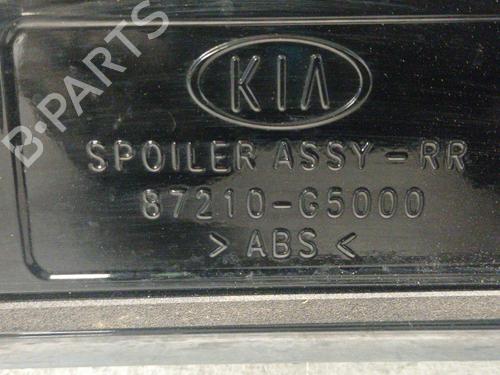 B-PARTS
KIA
SPOILER ASSY-RR
87210-G5000
> ABS <